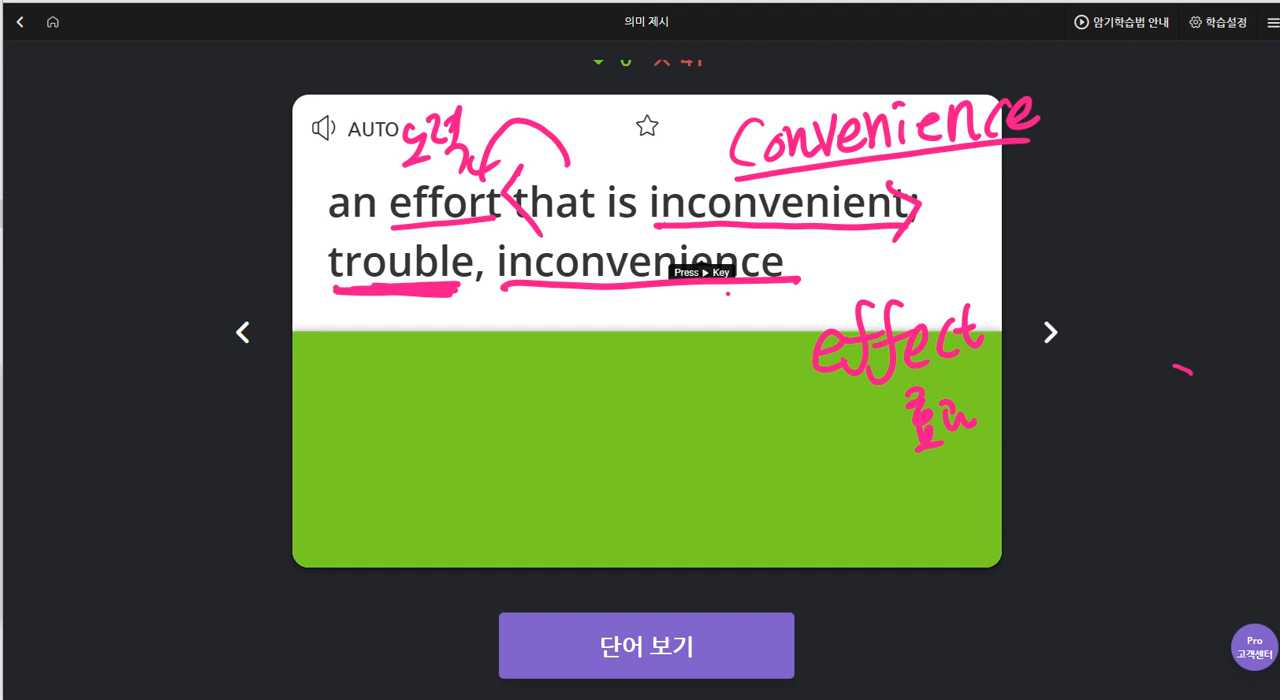 의미 제시
암기학습법 안내
학습설정
AUTO
노력
convenience
an effort that is inconvenient;
trouble, inconvenience
Press ▶ Key
effect
효과
단어 보기
Pro
고객센터